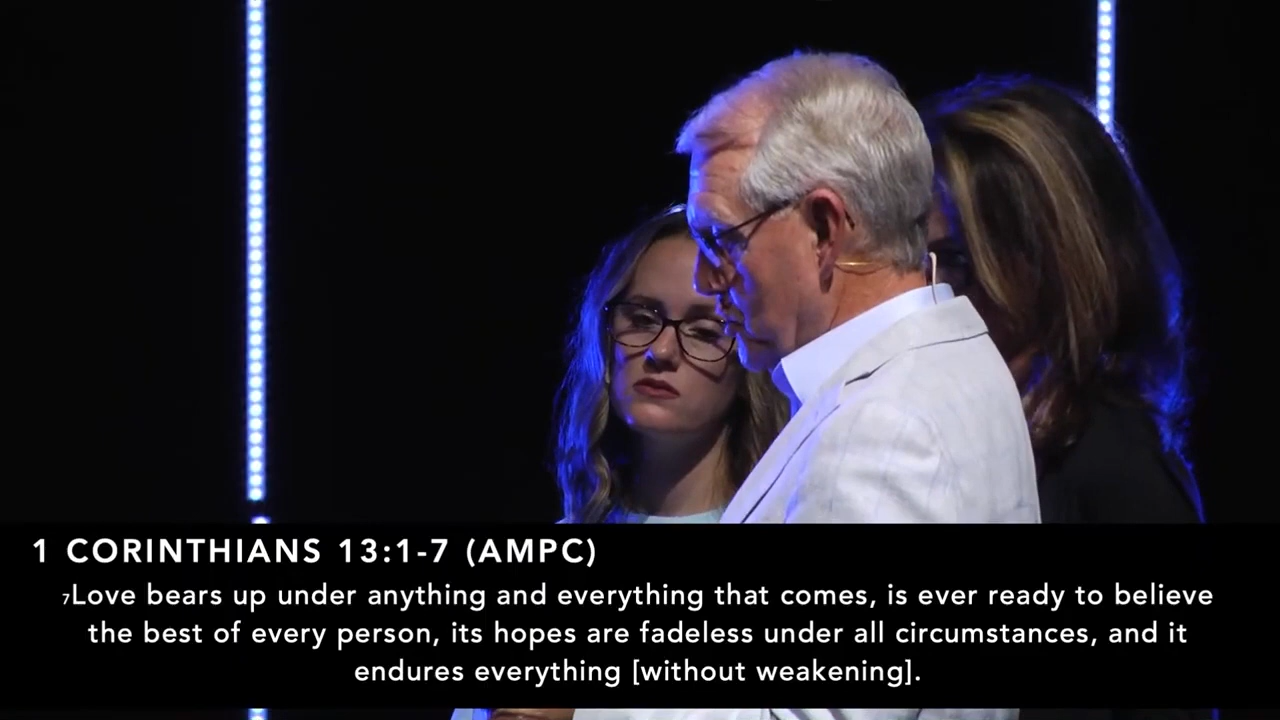 1 CORINTHIANS 13:1-7 (AMPC)
7Love bears up under anything and everything that comes, is ever ready to believe
the best of every person, its hopes are fadeless under all circumstances, and it
endures everything [without weakening].